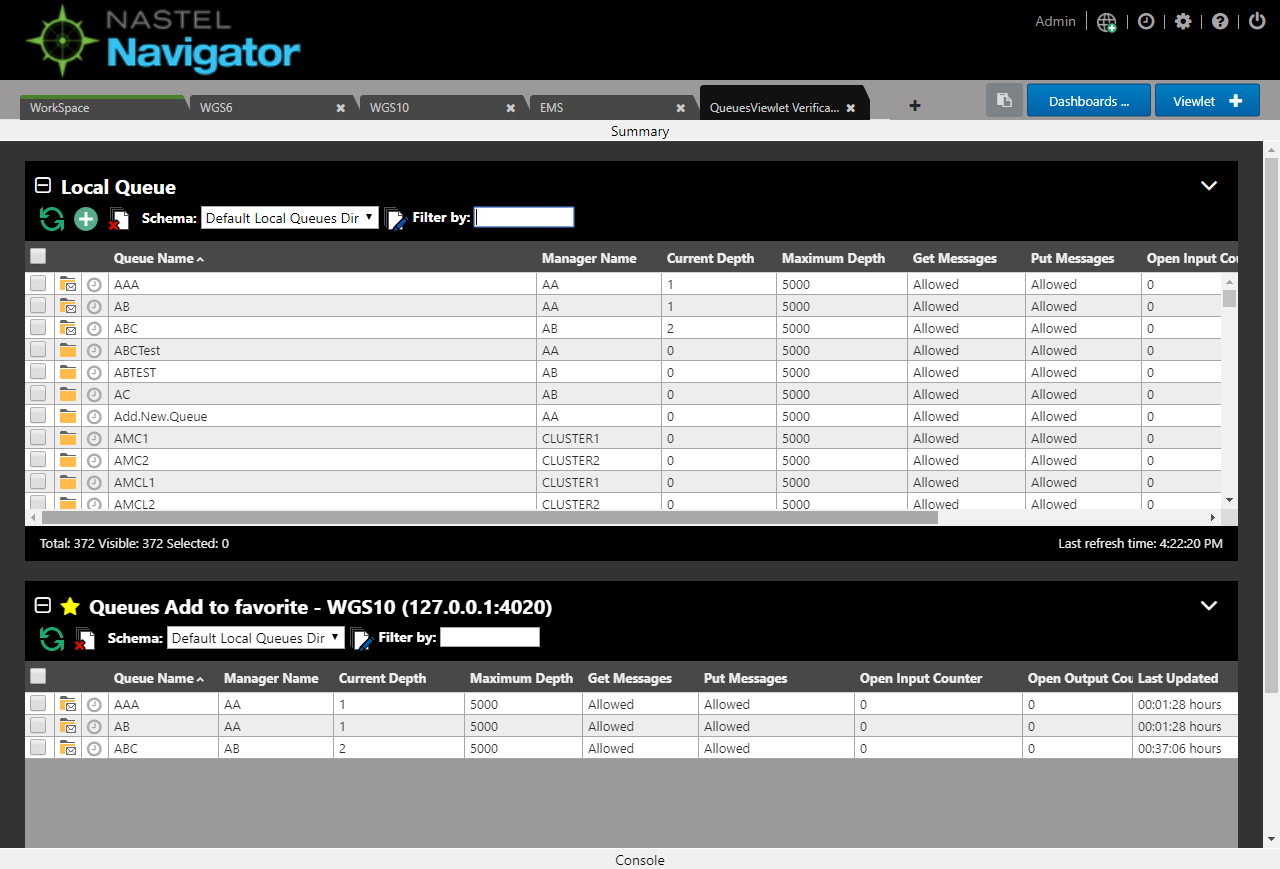 NASTEL
Navigator
Admin
WorkSpace WGS6 WGS10 EMS QueuesViewlet Verifica... Dashboards ... Viewlet
Summary
Local Queue
Schema: Default Local Queues Dir Filter by:
Queue Name Manager Name Current Depth Maximum Depth Get Messages Put Messages Open Input Cou
AAA AA 1 5000 Allowed Allowed 0
AB AA 1 5000 Allowed Allowed 0
ABC AB 2 5000 Allowed Allowed 0
ABCTest AA 0 5000 Allowed Allowed 0
ABTEST AB 0 5000 Allowed Allowed 0
AC AB 0 5000 Allowed Allowed 0
Add.New.Queue AA 0 5000 Allowed Allowed 0
AMC1 CLUSTER1 0 5000 Allowed Allowed 0
AMC2 CLUSTER2 0 5000 Allowed Allowed 0
AMCL1 CLUSTER1 0 5000 Allowed Allowed 0
AMCL2 CLUSTER2 0 5000 Allowed Allowed 0
Total: 372 Visible: 372 Selected: 0 Last refresh time: 4:22:20 PM
Queues Add to favorite - WGS10 (127.0.0.1:4020)
Schema: Default Local Queues Dir Filter by:
Queue Name Manager Name Current Depth Maximum Depth Get Messages Put Messages Open Input Counter Open Output Cou Last Updated
AAA AA 1 5000 Allowed Allowed 0 0 00:01:28 hours
AB AA 1 5000 Allowed Allowed 0 0 00:01:28 hours
ABC AB 2 5000 Allowed Allowed 0 0 00:37:06 hours
Console